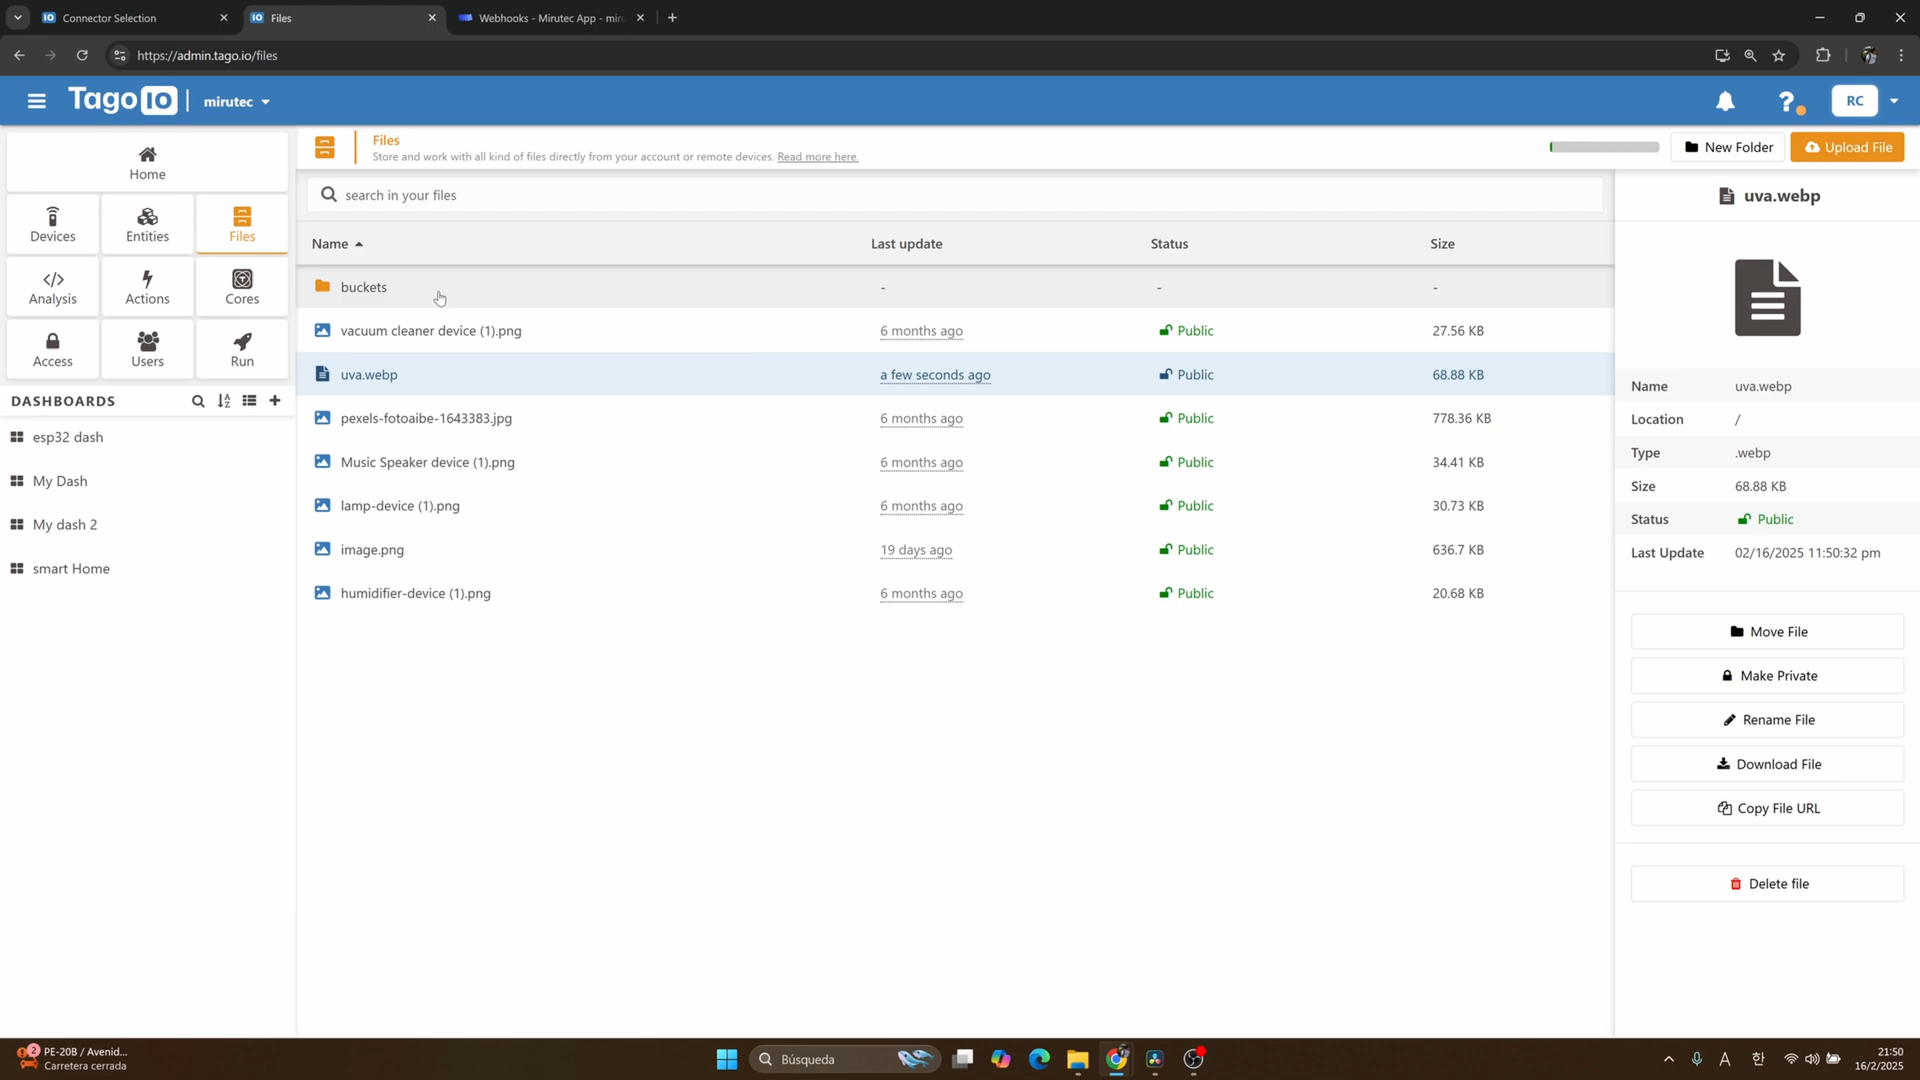 Connector Selection
Files
Webhooks - Mirutec App - miru
https://admin.tago.io/files
Tago IO
mirutec
RC
Files
Store and work with all kind of files directly from your account or remote devices. Read more here.
New Folder
Upload File
Home
Devices
Entities
Files
Analysis
Actions
Cores
Access
Users
Run
DASHBOARDS
esp32 dash
My Dash
My dash 2
smart Home
search in your files
Name Last update Status Size
buckets - - -
vacuum cleaner device (1).png 6 months ago Public 27.56 KB
uva.webp a few seconds ago Public 68.88 KB
pexels-fotoaibe-1643383.jpg 6 months ago Public 778.36 KB
Music Speaker device (1).png 6 months ago Public 34.41 KB
lamp-device (1).png 6 months ago Public 30.73 KB
image.png 19 days ago Public 636.7 KB
humidifier-device (1).png 6 months ago Public 20.68 KB
uva.webp
Name uva.webp
Location /
Type .webp
Size 68.88 KB
Status Public
Last Update 02/16/2025 11:50:32 pm
Move File
Make Private
Rename File
Download File
Copy File URL
Delete file
2
PE-20B / Avenid...
Carretera cerrada
Búsqueda
A
한
21:50
16/2/2025